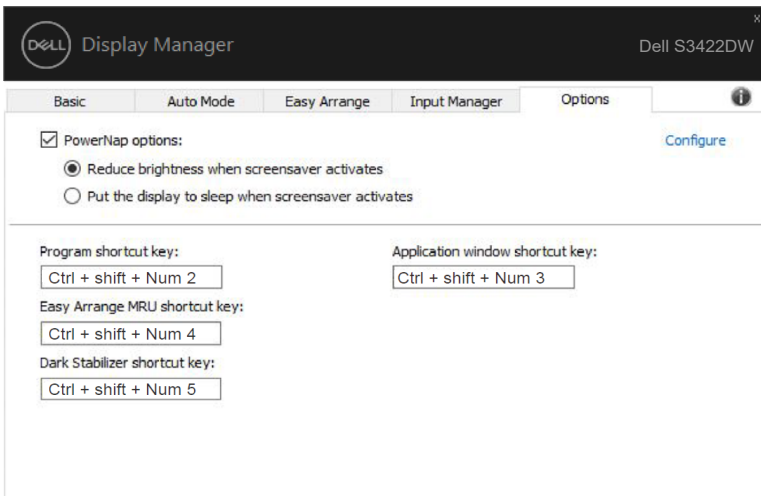 x
DELL Display Manager
Dell S3422DW
Basic Auto Mode Easy Arrange Input Manager Options i
PowerNap options: Configure
Reduce brightness when screensaver activates
Put the display to sleep when screensaver activates
Program shortcut key: Application window shortcut key:
Ctrl + shift + Num 2 Ctrl + shift + Num 3
Easy Arrange MRU shortcut key:
Ctrl + shift + Num 4
Dark Stabilizer shortcut key:
Ctrl + shift + Num 5